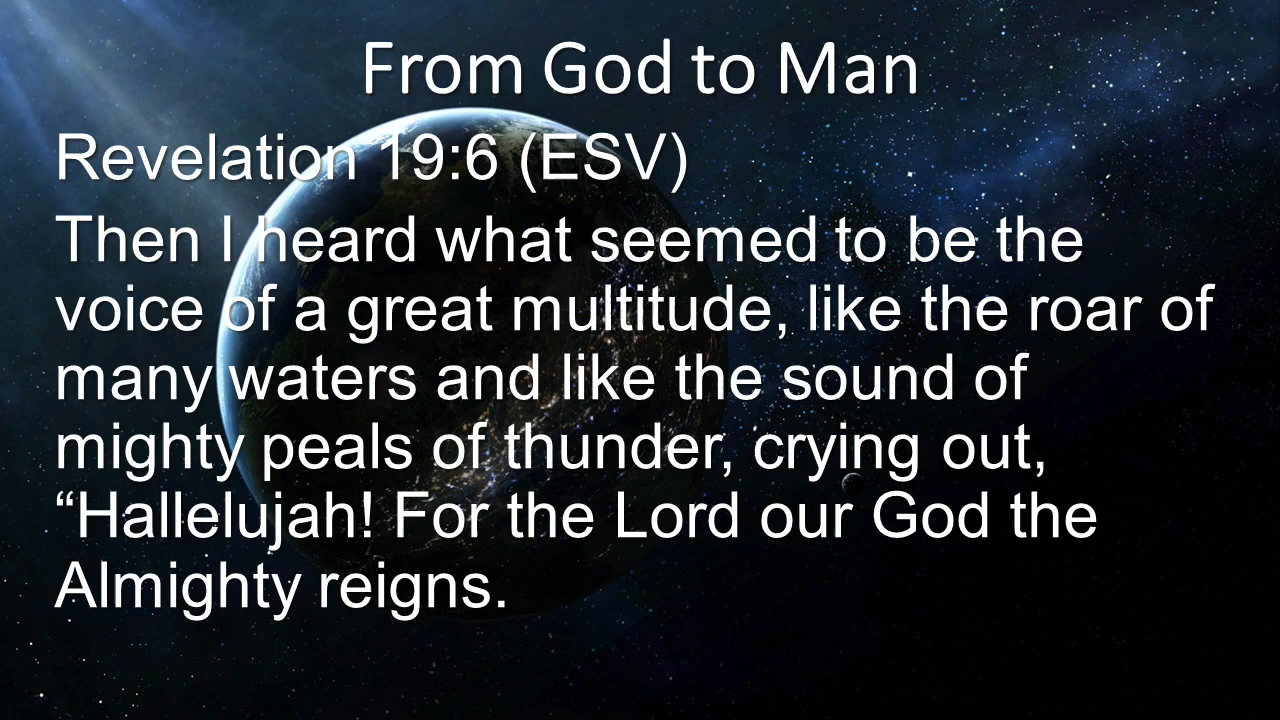 From God to Man
Revelation 19:6 (ESV)
Then I heard what seemed to be the
voice of a great multitude, like the roar of
many waters and like the sound of
mighty peals of thunder, crying out,
“Hallelujah! For the Lord our God the
Almighty reigns.